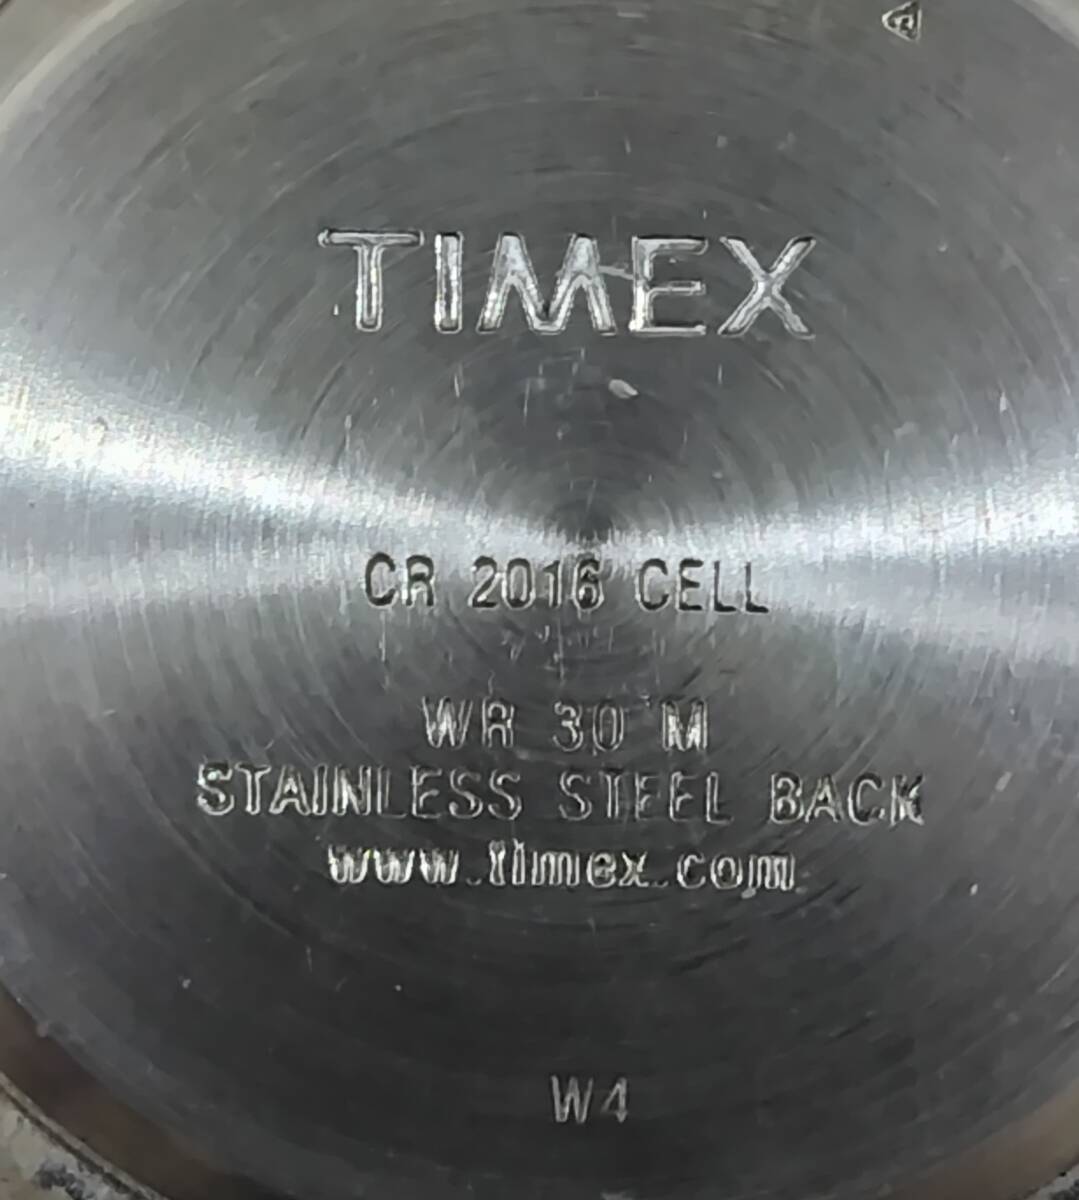 TIMEX
CR 2016 CELL
WR 30 M
STAINLESS STEEL BACK
www.timex.com
W4